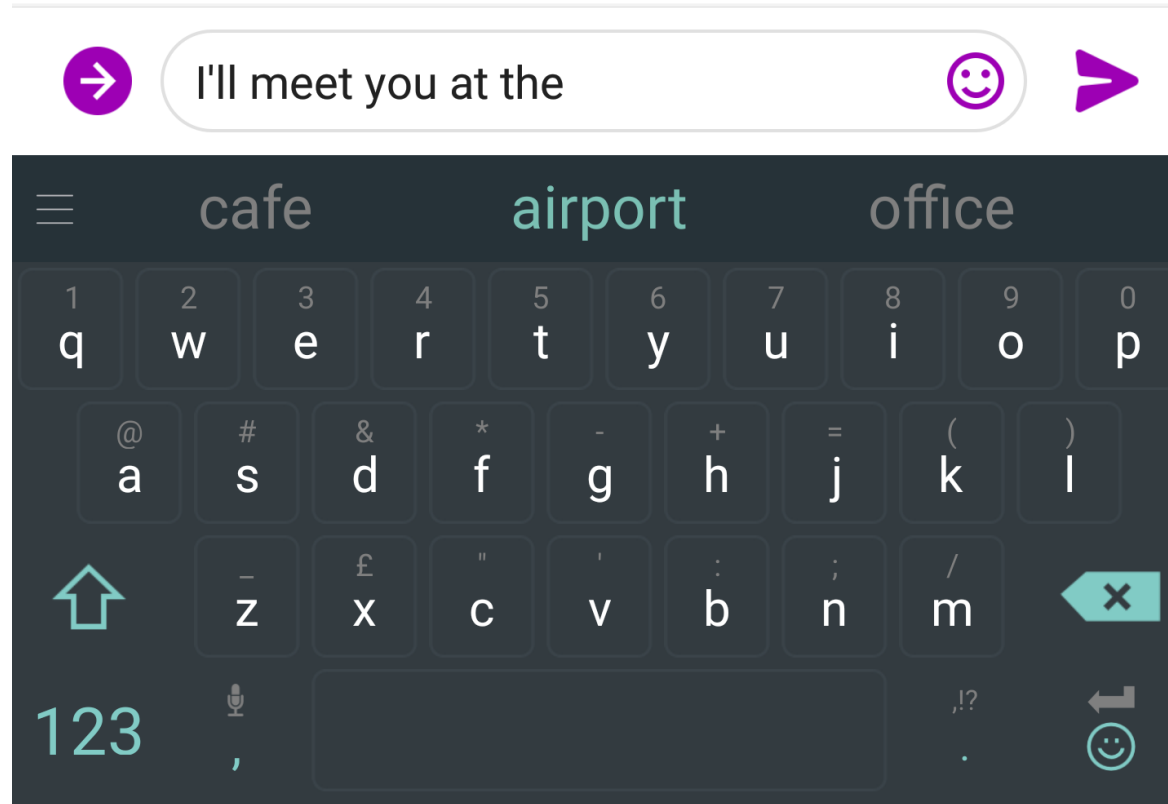 I'll meet you at the
cafe airport office
1 2 3 4 5 6 7 8 9 0
q w e r t y u i o p
@ # & * - + = ( )
a s d f g h j k l
_ £ " ' : ; /
z x c v b n m
,!?
123 , .